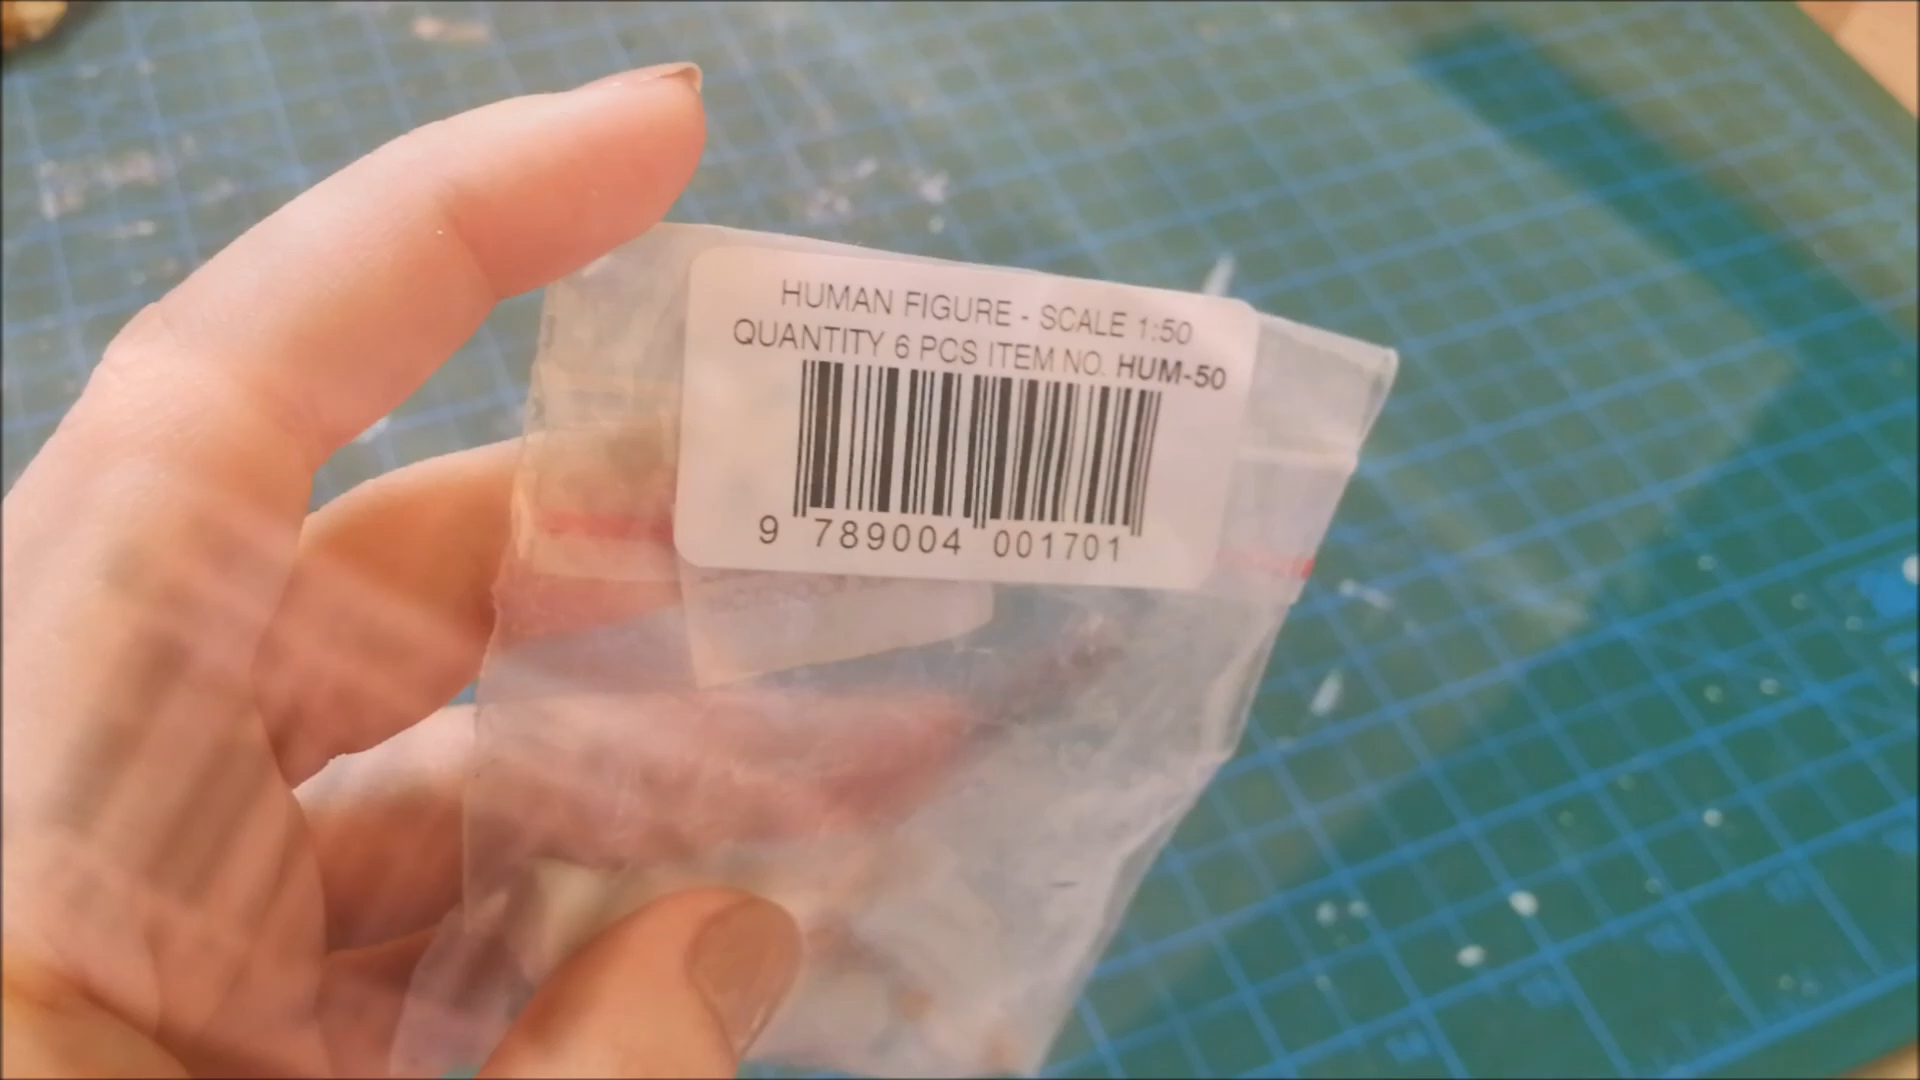 HUMAN FIGURE - SCALE 1:50
QUANTITY 6 PCS ITEM NO. HUM-50
9 789004 001701